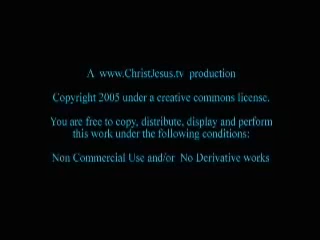 A www.ChristJesus.tv production
Copyright 2005 under a creative commons license.
You are free to copy, distribute, display and perform
this work under the following conditions:
Non Commercial Use and/or No Derivative works